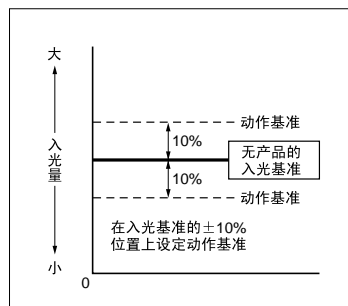 大
入光量
小
0
动作基准
10%
无产品的
入光基准
10%
动作基准
在入光基准的±10%
位置上设定动作基准